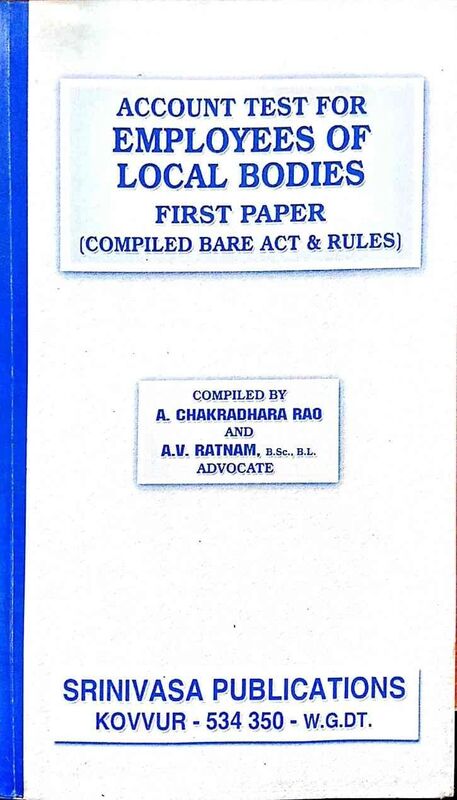 ACCOUNT TEST FOR
EMPLOYEES OF
LOCAL BODIES
FIRST PAPER
(COMPILED BARE ACT & RULES)
COMPILED BY
A. CHAKRADHARA RAO
AND
A.V. RATNAM, B.Sc., B.L.
ADVOCATE
SRINIVASA PUBLICATIONS
KOVVUR - 534 350 - W.G.DT.